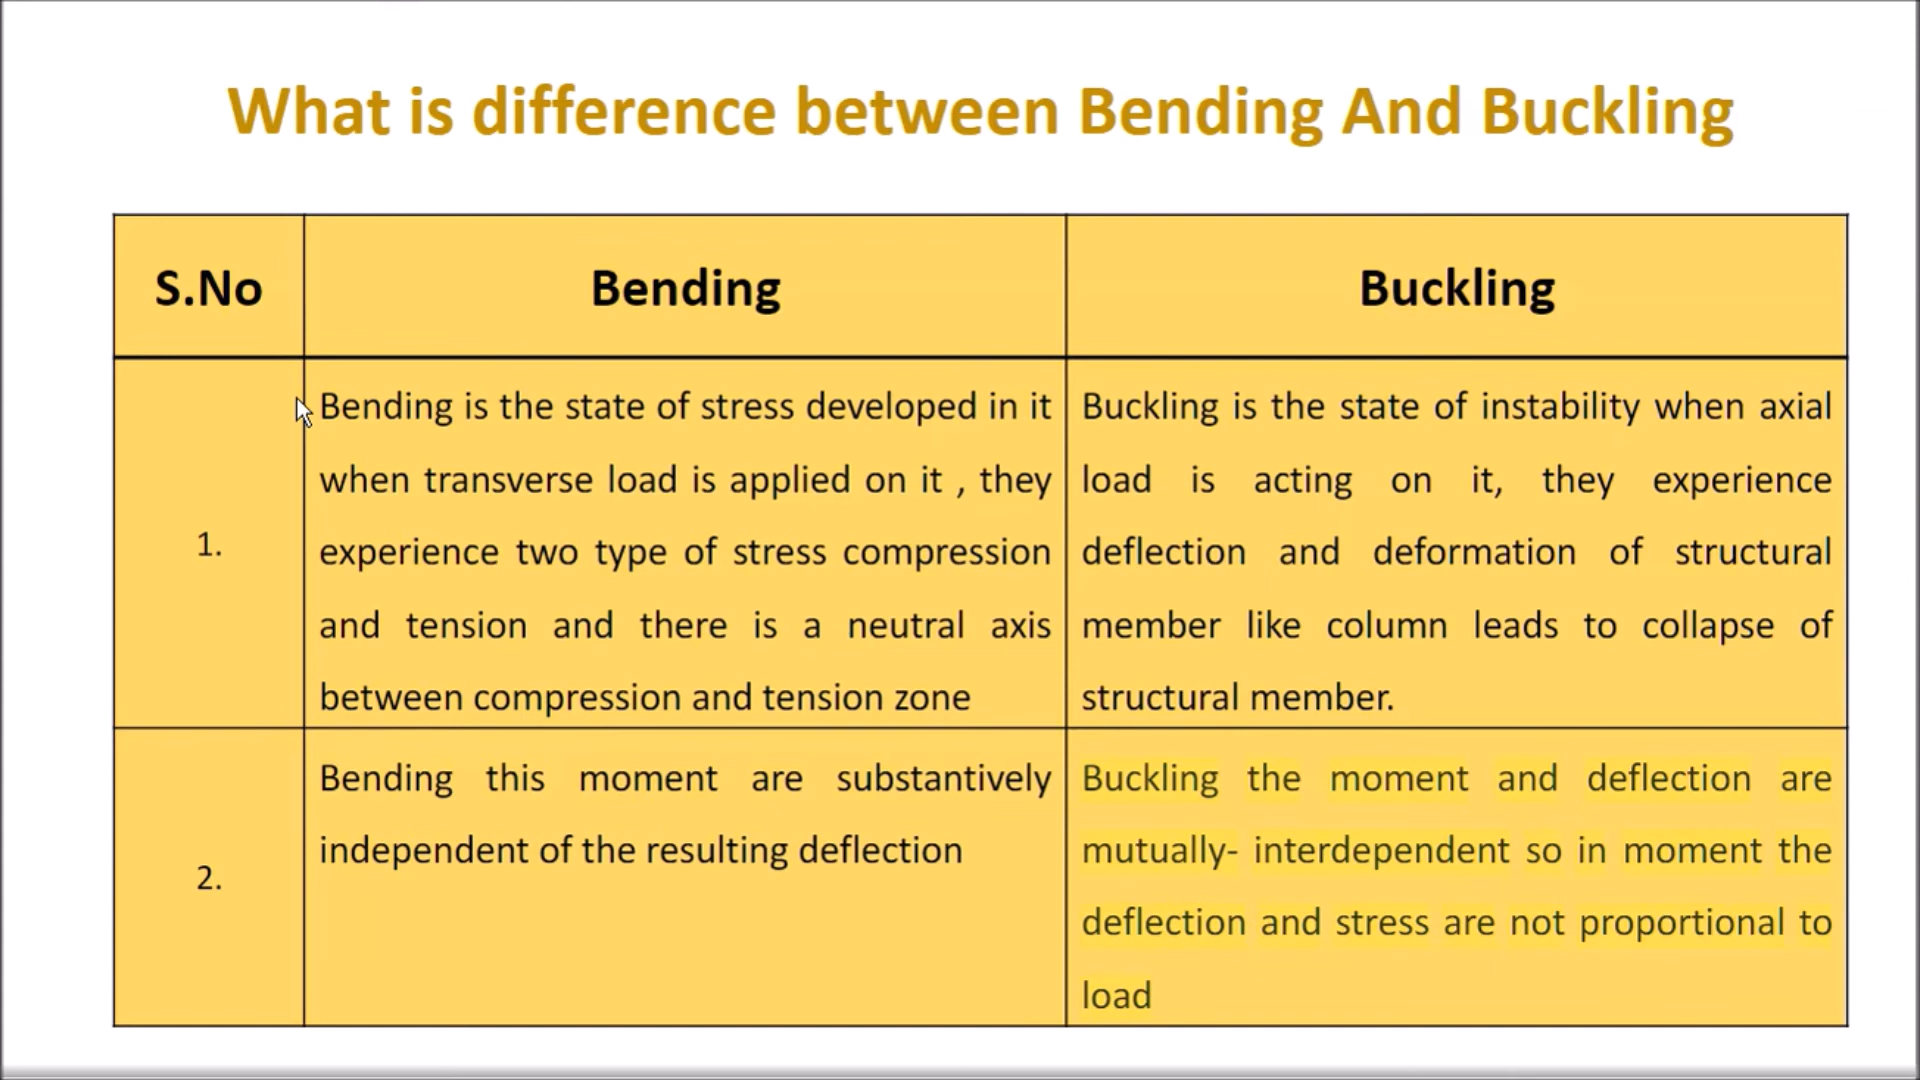 What is difference between Bending And Buckling
S.No
Bending
Buckling
1.
Bending is the state of stress developed in it
when transverse load is applied on it , they
experience two type of stress compression
and tension and there is a neutral axis
between compression and tension zone
Buckling is the state of instability when axial
load is acting on it, they experience
deflection and deformation of structural
member like column leads to collapse of
structural member.
2.
Bending this moment are substantively
independent of the resulting deflection
Buckling the moment and deflection are
mutually- interdependent so in moment the
deflection and stress are not proportional to
load